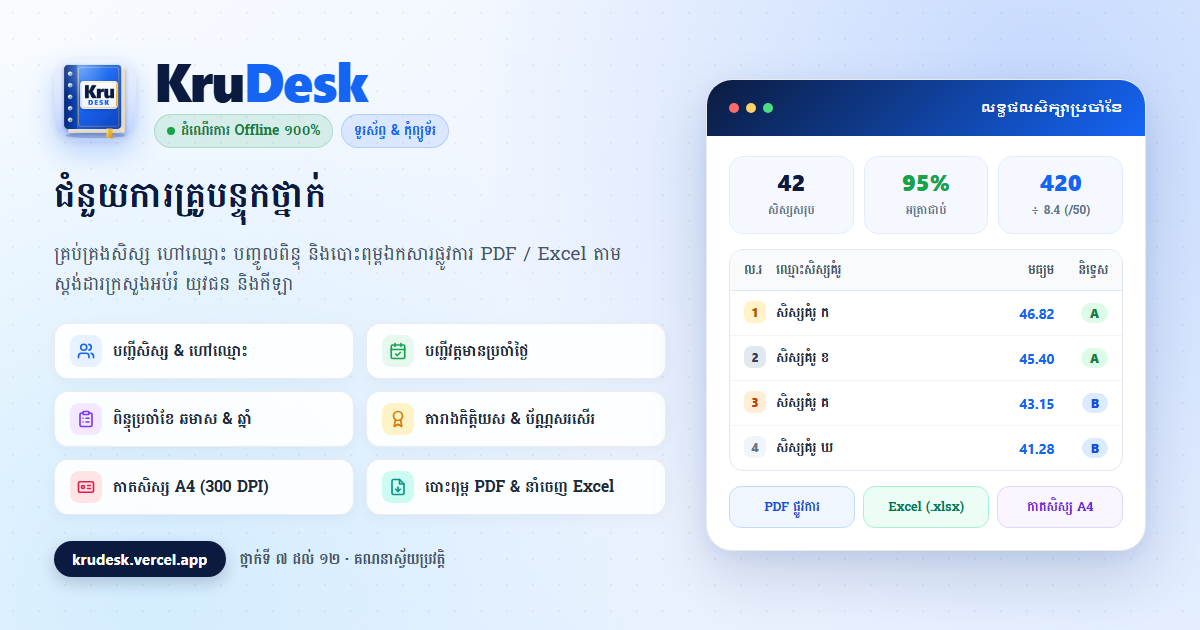 Kru
DESK
KruDesk
ដំណើរការ Offline ១០០%
ទូរស័ព្ទ & កុំព្យូទ័រ
ជំនួយការគ្រូបន្ទុកថ្នាក់
គ្រប់គ្រងសិស្ស ហៅឈ្មោះ បញ្ចូលពិន្ទុ និងបោះពុម្ពឯកសារផ្លូវការ PDF / Excel តាម
ស្តង់ដារក្រសួងអប់រំ យុវជន និងកីឡា
បញ្ជីសិស្ស & ហៅឈ្មោះ
បញ្ជីវត្តមានប្រចាំថ្ងៃ
ពិន្ទុប្រចាំខែ ឆមាស & ឆ្នាំ
តារាងកិត្តិយស & ប័ណ្ណសរសើរ
កាតសិស្ស A4 (300 DPI)
បោះពុម្ព PDF & នាំចេញ Excel
krudesk.vercel.app
ថ្នាក់ទី ៧ ដល់ ១២ · គណនាស្វ័យប្រវត្តិ
លទ្ធផលសិក្សាប្រចាំខែ
42
សិស្សសរុប
95%
អត្រាជាប់
420
÷ 8.4 (/50)
ល.រ ឈ្មោះសិស្សគំរូ មធ្យម និទ្ទេស
1 សិស្សគំរូ ក 46.82 A
2 សិស្សគំរូ ខ 45.40 A
3 សិស្សគំរូ គ 43.15 B
4 សិស្សគំរូ ឃ 41.28 B
PDF ផ្លូវការ
Excel (.xlsx)
កាតសិស្ស A4